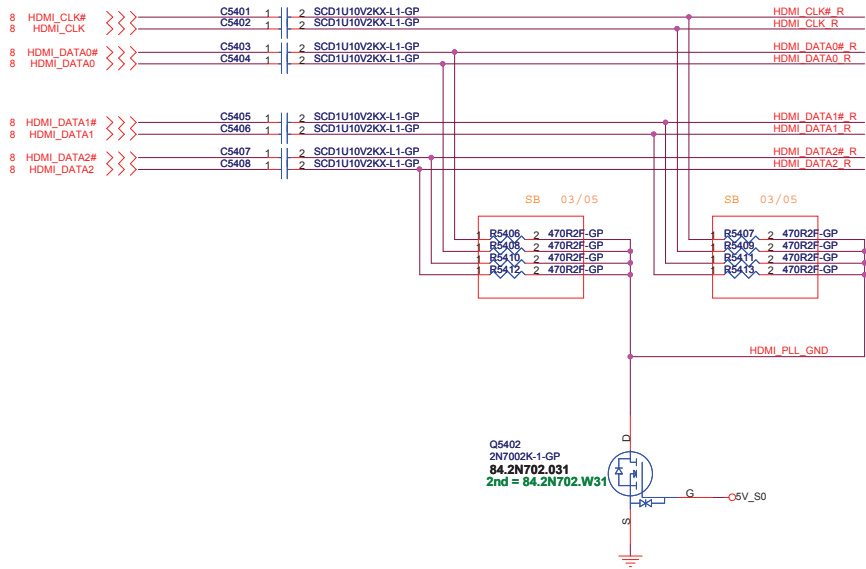 8 HDMI_CLK# C5401 1 2 SCD1U10V2KX-L1-GP HDMI_CLK#_R
8 HDMI_CLK C5402 1 2 SCD1U10V2KX-L1-GP HDMI_CLK_R
8 HDMI_DATA0# C5403 1 2 SCD1U10V2KX-L1-GP HDMI_DATA0#_R
8 HDMI_DATA0 C5404 1 2 SCD1U10V2KX-L1-GP HDMI_DATA0_R
8 HDMI_DATA1# C5405 1 2 SCD1U10V2KX-L1-GP HDMI_DATA1#_R
8 HDMI_DATA1 C5406 1 2 SCD1U10V2KX-L1-GP HDMI_DATA1_R
8 HDMI_DATA2# C5407 1 2 SCD1U10V2KX-L1-GP HDMI_DATA2#_R
8 HDMI_DATA2 C5408 1 2 SCD1U10V2KX-L1-GP HDMI_DATA2_R
SB 03/05 SB 03/05
1 R5406 2 470R2F-GP 1 R5407 2 470R2F-GP
1 R5408 2 470R2F-GP 1 R5409 2 470R2F-GP
1 R5410 2 470R2F-GP 1 R5411 2 470R2F-GP
1 R5412 2 470R2F-GP 1 R5413 2 470R2F-GP
HDMI_PLL_GND
D
Q5402
2N7002K-1-GP
84.2N702.031
2nd = 84.2N702.W31
G 5V_S0
S